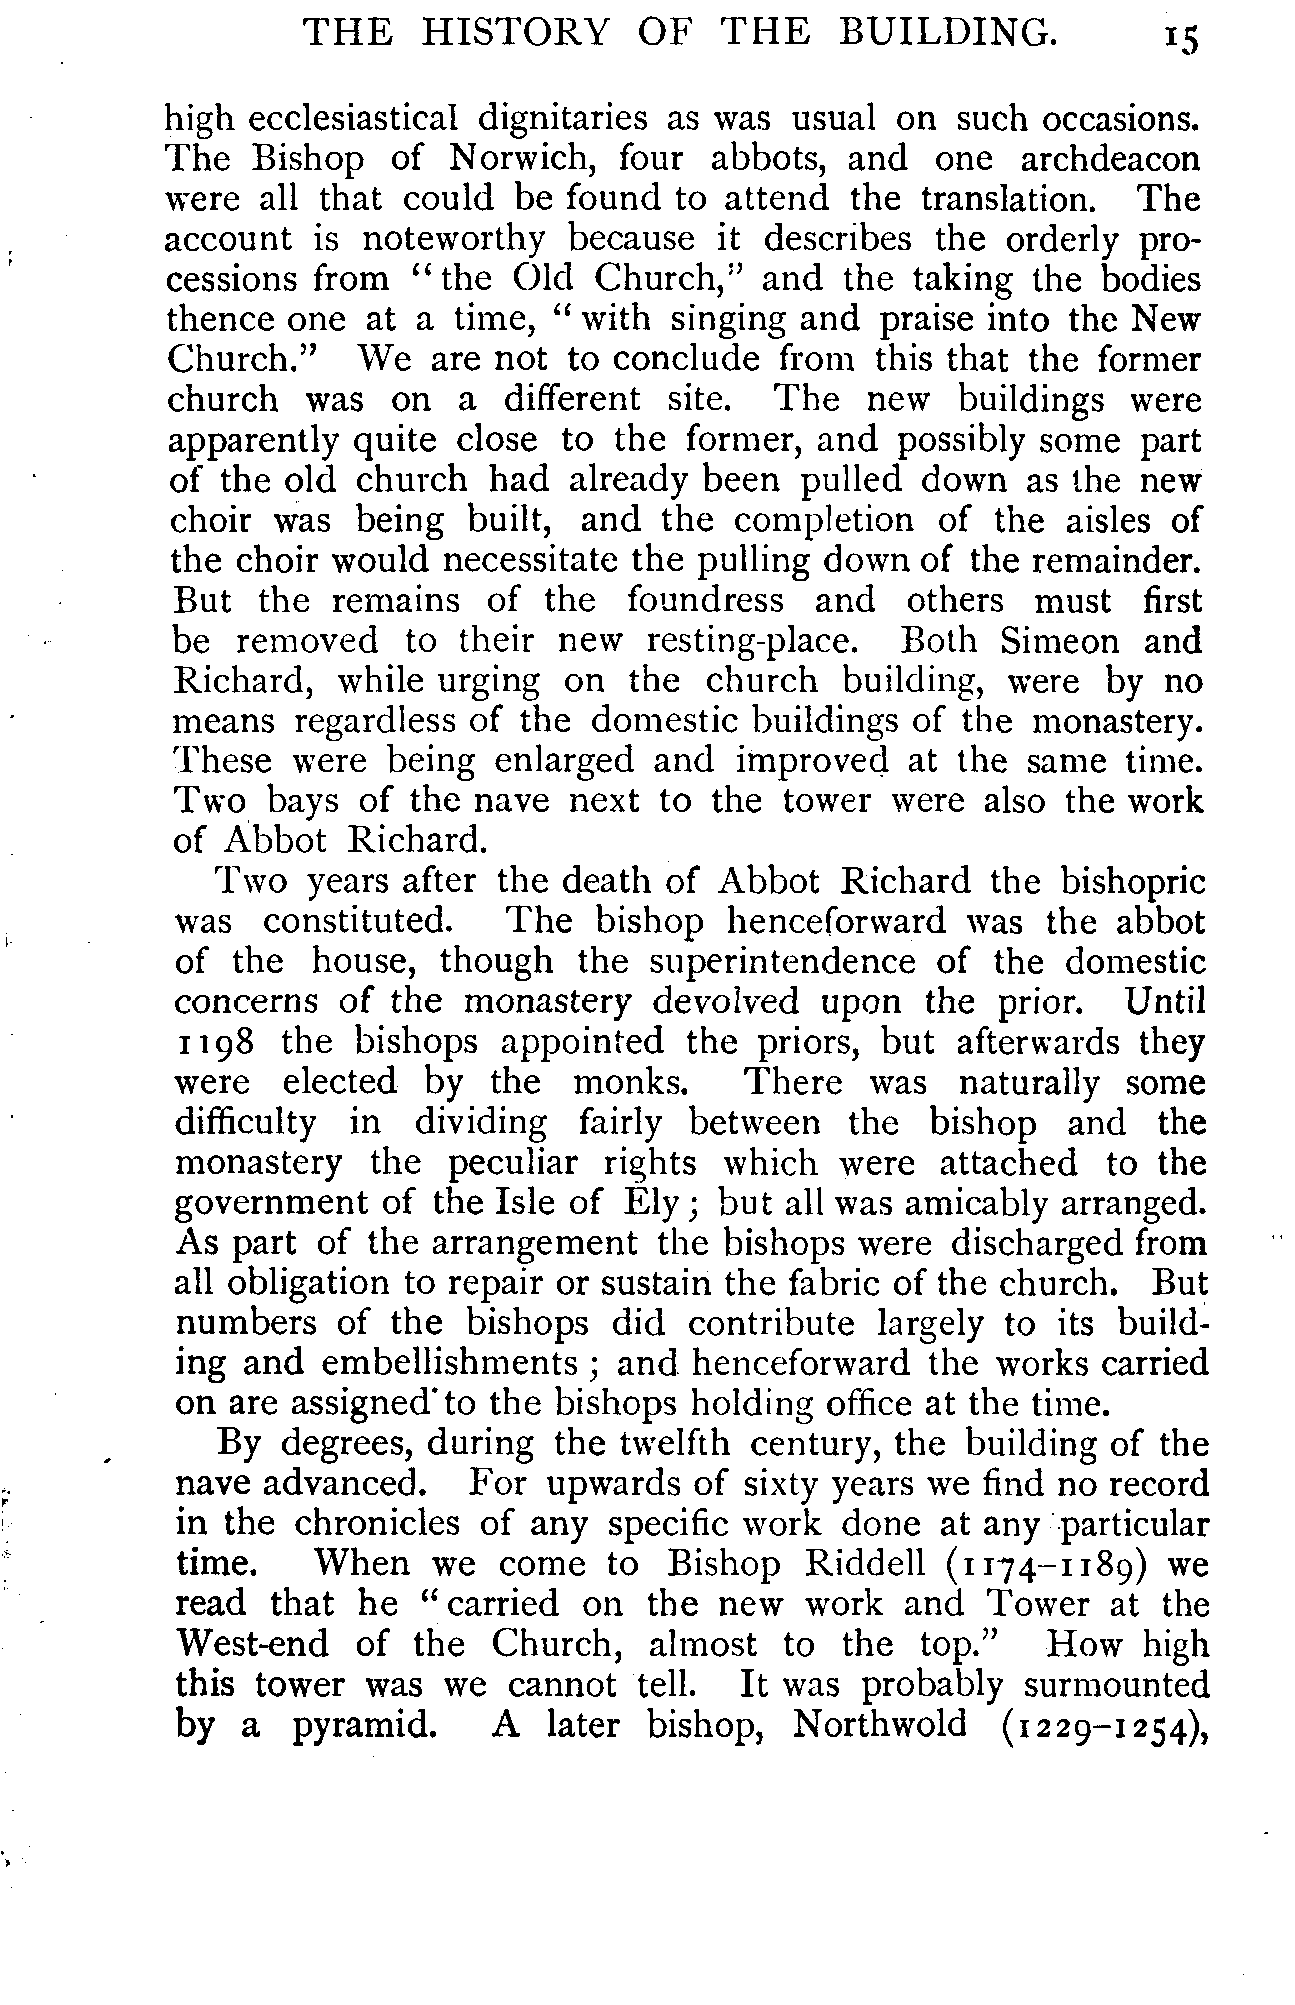 THE HISTORY OF THE BUILDING. 15
high ecclesiastical dignitaries as was usual on such occasions.
The Bishop of Norwich, four abbots, and one archdeacon
were all that could be found to attend the translation. The
account is noteworthy because it describes the orderly pro-
cessions from “the Old Church,” and the taking the bodies
thence one at a time, “with singing and praise into the New
Church.” We are not to conclude from this that the former
church was on a different site. The new buildings were
apparently quite close to the former, and possibly some part
of the old church had already been pulled down as the new
choir was being built, and the completion of the aisles of
the choir would necessitate the pulling down of the remainder.
But the remains of the foundress and others must first
be removed to their new resting-place. Both Simeon and
Richard, while urging on the church building, were by no
means regardless of the domestic buildings of the monastery.
These were being enlarged and improved at the same time.
Two bays of the nave next to the tower were also the work
of Abbot Richard.
Two years after the death of Abbot Richard the bishopric
was constituted. The bishop henceforward was the abbot
of the house, though the superintendence of the domestic
concerns of the monastery devolved upon the prior. Until
1198 the bishops appointed the priors, but afterwards they
were elected by the monks. There was naturally some
difficulty in dividing fairly between the bishop and the
monastery the peculiar rights which were attached to the
government of the Isle of Ely; but all was amicably arranged.
As part of the arrangement the bishops were discharged from
all obligation to repair or sustain the fabric of the church. But
numbers of the bishops did contribute largely to its build-
ing and embellishments; and henceforward the works carried
on are assigned to the bishops holding office at the time.
By degrees, during the twelfth century, the building of the
nave advanced. For upwards of sixty years we find no record
in the chronicles of any specific work done at any particular
time. When we come to Bishop Riddell (1174–1189) we
read that he “carried on the new work and Tower at the
West-end of the Church, almost to the top.” How high
this tower was we cannot tell. It was probably surmounted
by a pyramid. A later bishop, Northwold (1229–1254),